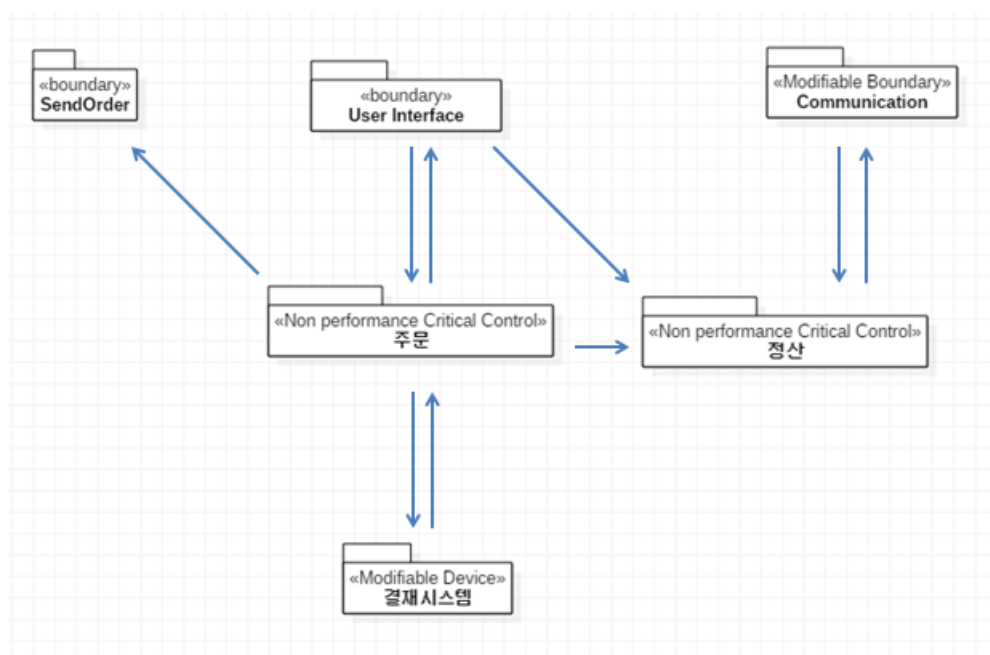 «boundary»
SendOrder
«boundary»
User Interface
«Modifiable Boundary»
Communication
«Non performance Critical Control»
주문
«Non performance Critical Control»
정산
«Modifiable Device»
결재시스템